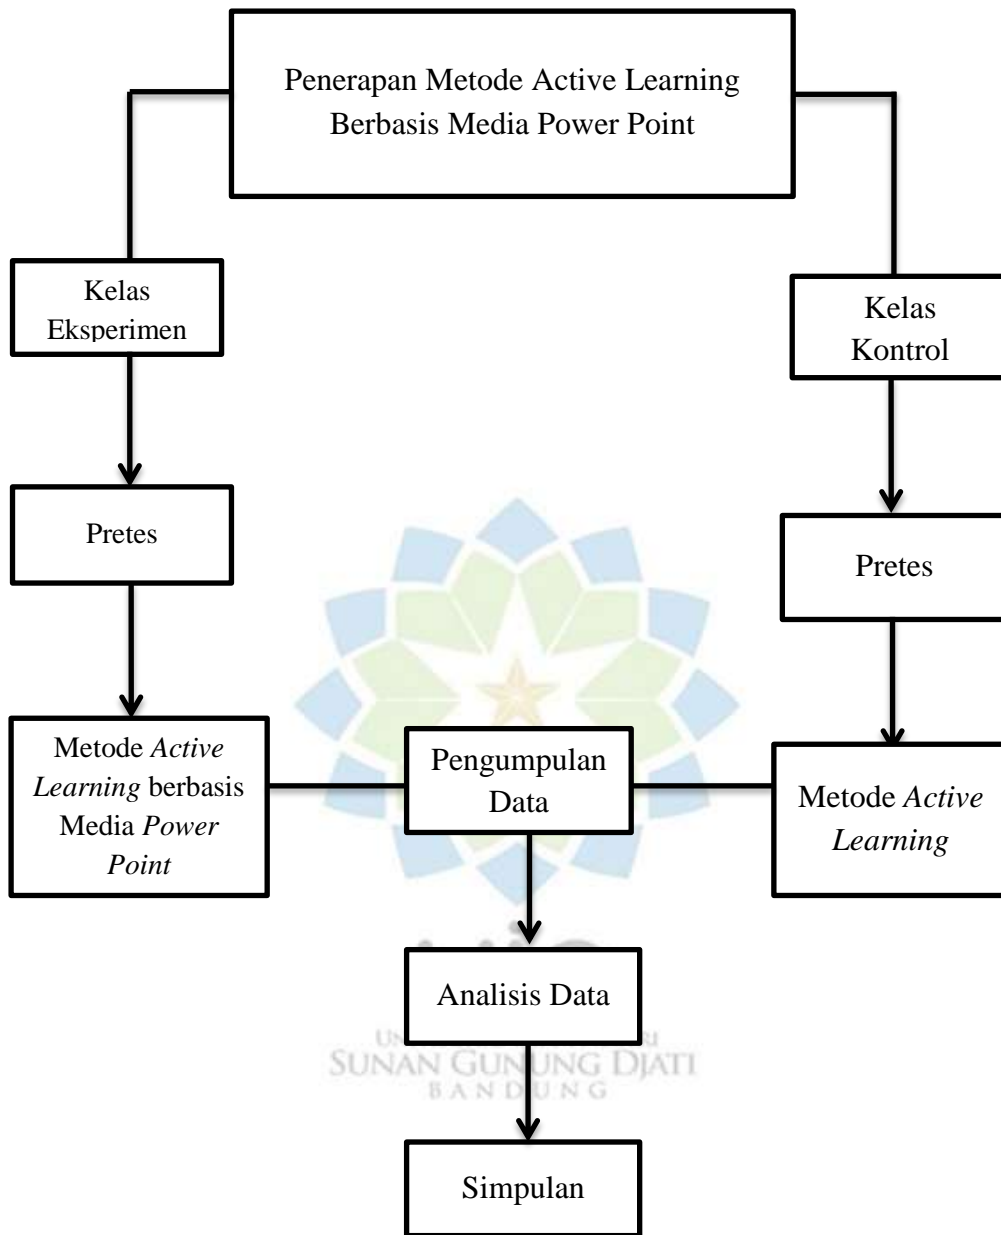 Penerapan Metode Active Learning
Berbasis Media Power Point
Kelas
Eksperimen
Kelas
Kontrol
Pretes
Pretes
Metode Active
Learning berbasis
Media Power
Point
Pengumpulan
Data
Metode Active
Learning
Analisis Data
SUNAN GUNUNG DJATI
BANDUNG
Simpulan